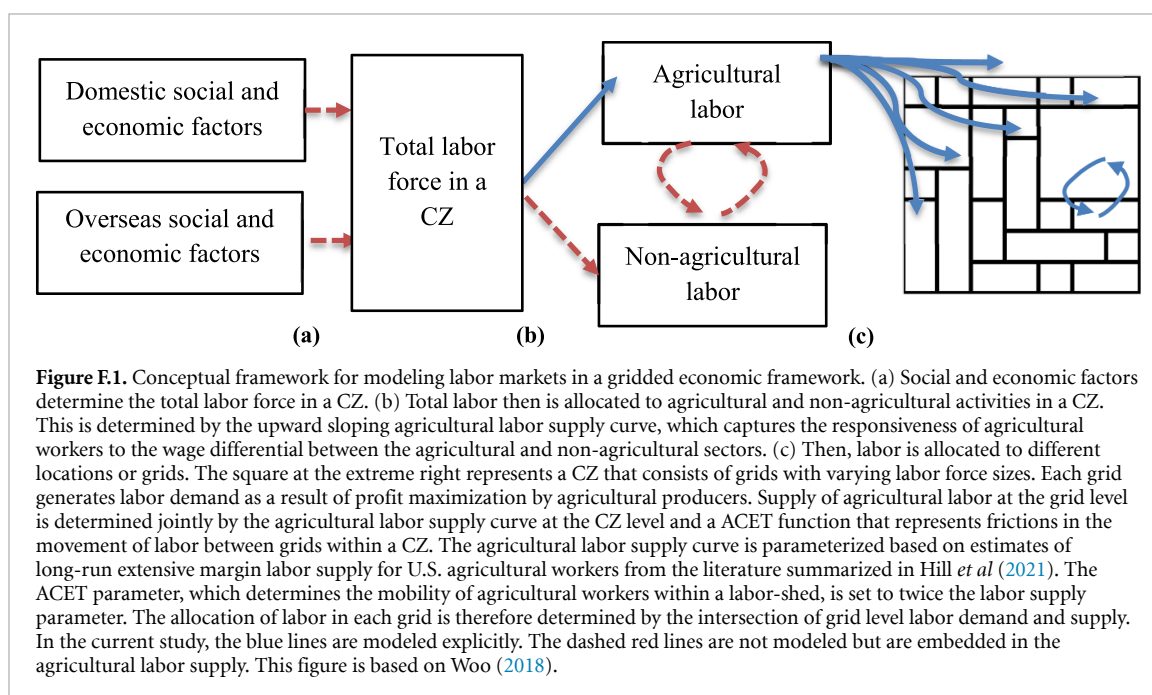 Domestic social and
economic factors
Overseas social and
economic factors
Total labor
force in a
CZ
Agricultural
labor
Non-agricultural
labor
(a)
(b)
(c)
Figure F.1. Conceptual framework for modeling labor markets in a gridded economic framework. (a) Social and economic factors
determine the total labor force in a CZ. (b) Total labor then is allocated to agricultural and non-agricultural activities in a CZ.
This is determined by the upward sloping agricultural labor supply curve, which captures the responsiveness of agricultural
workers to the wage differential between the agricultural and non-agricultural sectors. (c) Then, labor is allocated to different
locations or grids. The square at the extreme right represents a CZ that consists of grids with varying labor force sizes. Each grid
generates labor demand as a result of profit maximization by agricultural producers. Supply of agricultural labor at the grid level
is determined jointly by the agricultural labor supply curve at the CZ level and a ACET function that represents frictions in the
movement of labor between grids within a CZ. The agricultural labor supply curve is parameterized based on estimates of
long-run extensive margin labor supply for U.S. agricultural workers from the literature summarized in Hill et al (2021). The
ACET parameter, which determines the mobility of agricultural workers within a labor-shed, is set to twice the labor supply
parameter. The allocation of labor in each grid is therefore determined by the intersection of grid level labor demand and supply.
In the current study, the blue lines are modeled explicitly. The dashed red lines are not modeled but are embedded in the
agricultural labor supply. This figure is based on Woo (2018).